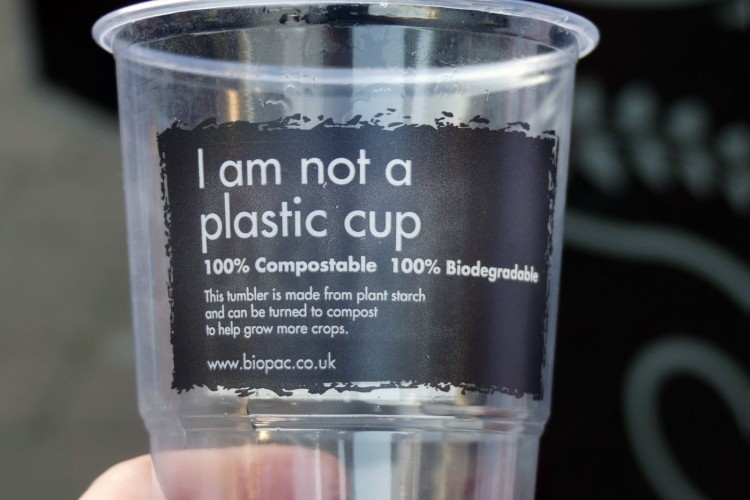 I am not a
plastic cup
100% Compostable 100% Biodegradable
This tumbler is made from plant starch
and can be turned to compost
to help grow more crops.
www.biopac.co.uk